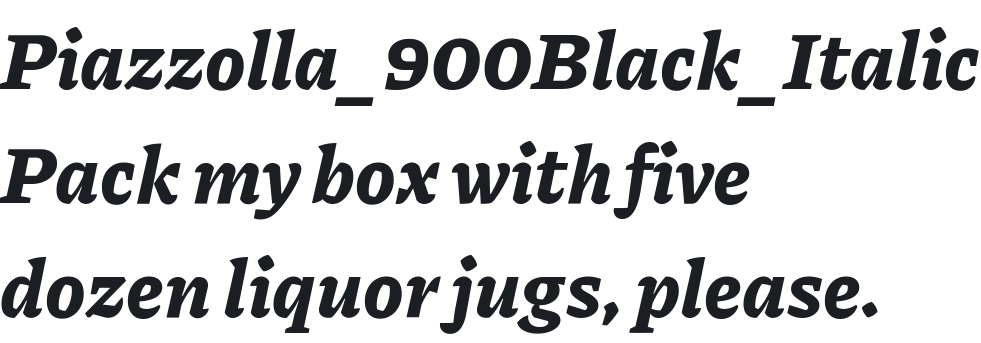 Piazzolla_900Black_Italic
Pack my box with five
dozen liquor jugs, please.